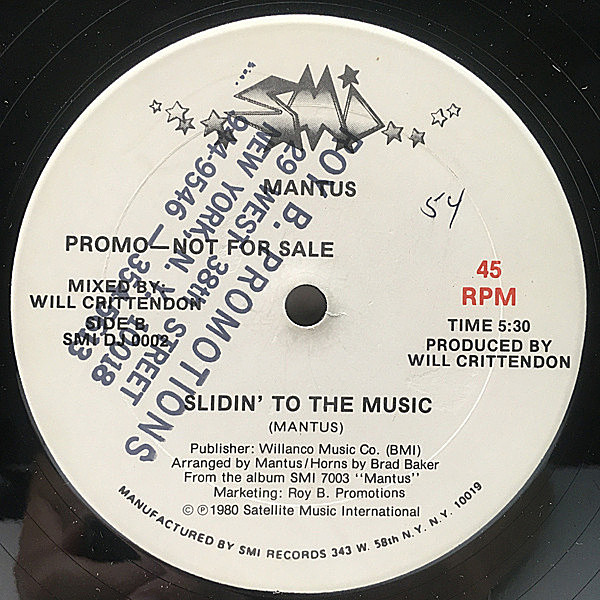 SMI
MANTUS
54
PROMO—NOT FOR SALE
45
RPM
MIXED BY:
WILL CRITTENDON
SIDE B
SMI DJ 0002
TIME 5:30
PRODUCED BY
WILL CRITTENDON
SLIDIN' TO THE MUSIC
(MANTUS)
Publisher: Willanco Music Co. (BMI)
Arranged by Mantus/Horns by Brad Baker
From the album SMI 7003 "Mantus"
Marketing: Roy B. Promotions
© ℗ 1980 Satellite Music International
MANUFACTURED BY SMI RECORDS 343 W. 58th N.Y. N.Y. 10019
ROY B. PROMOTIONS
29 WEST 38th STREET
NEW YORK, N. Y. 10018